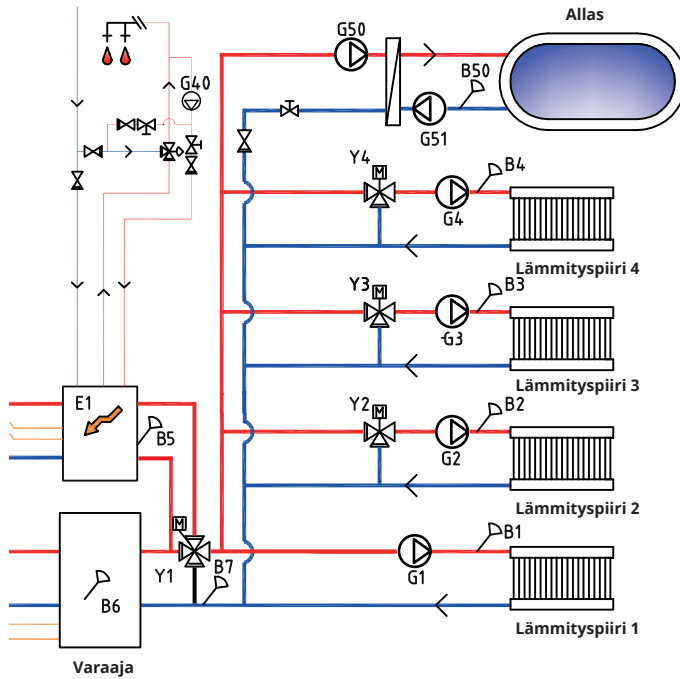 Allas
G50
B50
G40
G51
Y4
M
B4
G4
Lämmityspiiri 4
Y3
M
B3
-G3
Lämmityspiiri 3
E1
B5
Y2
M
B2
G2
Lämmityspiiri 2
M
Y1
B7
B1
G1
B6
Lämmityspiiri 1
Varaaja